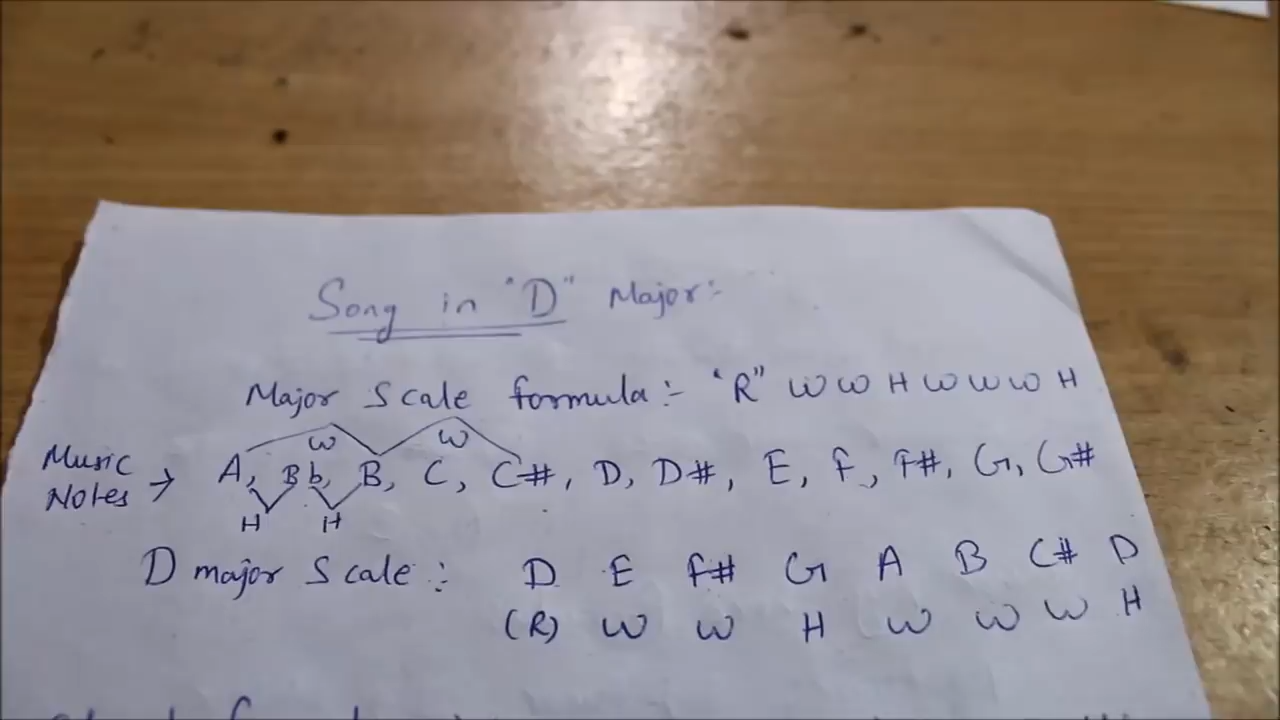 Song in "D" Major:-
Major Scale formula:- "R" W W H W W W H
W W
Music Notes → A, Bb, B, C, C#, D, D#, E, F, F#, G, G#
H H
D major Scale :- D E F# G A B C# D
(R) W W H W W W H